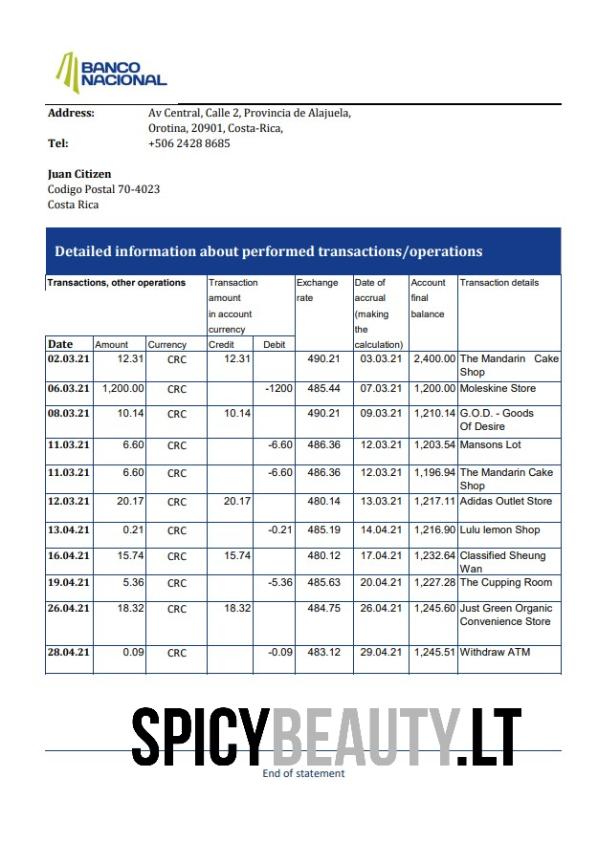 BANCO
NACIONAL
Address: Av Central, Calle 2, Provincia de Alajuela,
Orotina, 20901, Costa-Rica,
Tel: +506 2428 8685
Juan Citizen
Codigo Postal 70-4023
Costa Rica
Detailed information about performed transactions/operations
Transactions, other operations Transaction Exchange Date of Account Transaction details
amount rate accrual final
in account (making balance
currency the
Date Amount Currency Credit Debit calculation)
02.03.21 12.31 CRC 12.31 490.21 03.03.21 2,400.00 The Mandarin Cake
Shop
06.03.21 1,200.00 CRC -1200 485.44 07.03.21 1,200.00 Moleskine Store
08.03.21 10.14 CRC 10.14 490.21 09.03.21 1,210.14 G.O.D. - Goods
Of Desire
11.03.21 6.60 CRC -6.60 486.36 12.03.21 1,203.54 Mansons Lot
11.03.21 6.60 CRC -6.60 486.36 12.03.21 1,196.94 The Mandarin Cake
Shop
12.03.21 20.17 CRC 20.17 480.14 13.03.21 1,217.11 Adidas Outlet Store
13.04.21 0.21 CRC -0.21 485.19 14.04.21 1,216.90 Lulu lemon Shop
16.04.21 15.74 CRC 15.74 480.12 17.04.21 1,232.64 Classified Sheung
Wan
19.04.21 5.36 CRC -5.36 485.63 20.04.21 1,227.28 The Cupping Room
26.04.21 18.32 CRC 18.32 484.75 26.04.21 1,245.60 Just Green Organic
Convenience Store
28.04.21 0.09 CRC -0.09 483.12 29.04.21 1,245.51 Withdraw ATM
SPICYBEAUTY.LT
End of statement